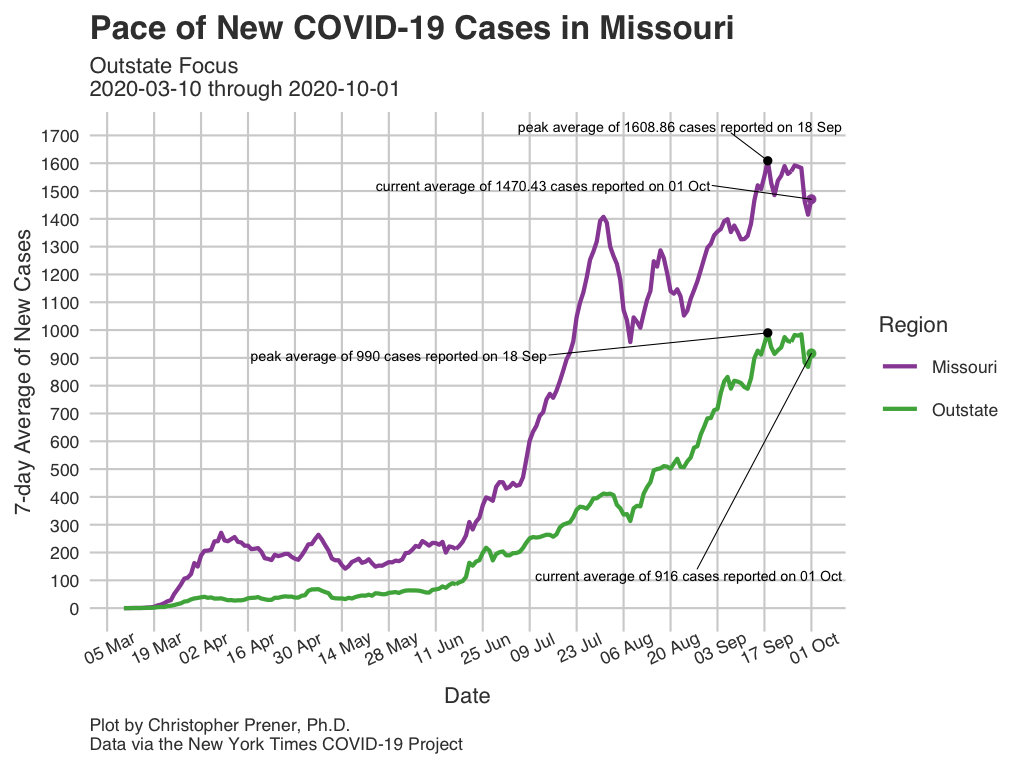 Pace of New COVID-19 Cases in Missouri
Outstate Focus
2020-03-10 through 2020-10-01
7-day Average of New Cases
1700
1600
1500
1400
1300
1200
1100
1000
900
800
700
600
500
400
300
200
100
0
peak average of 1608.86 cases reported on 18 Sep
current average of 1470.43 cases reported on 01 Oct
peak average of 990 cases reported on 18 Sep
current average of 916 cases reported on 01 Oct
05 Mar
19 Mar
02 Apr
16 Apr
30 Apr
14 May
28 May
11 Jun
25 Jun
09 Jul
23 Jul
06 Aug
20 Aug
03 Sep
17 Sep
01 Oct
Date
Region
Missouri
Outstate
Plot by Christopher Prener, Ph.D.
Data via the New York Times COVID-19 Project